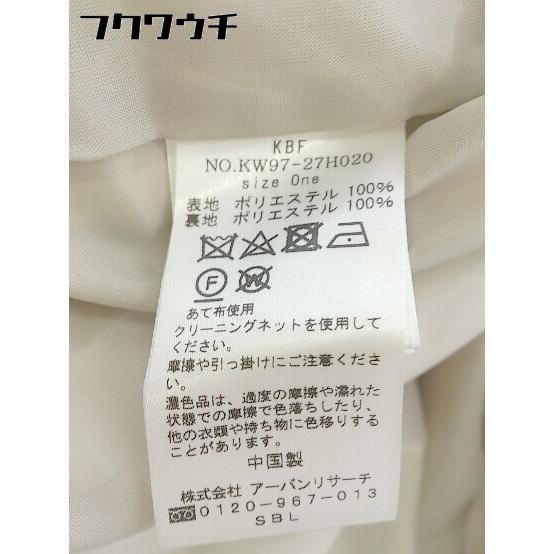 フクワウチ
KBF
NO.KW97-27H020
size One
表地 ポリエステル 100%
裏地 ポリエステル 100%
F
W
あて布使用
クリーニングネットを使用して
ください。
摩擦や引っ掛けにご注意くださ
い。
濃色品は、過度の摩擦や濡れた
状態での摩擦で色落ちしたり、
他の衣類や持ち物に色移りする
ことがあります。
中国製
株式会社 アーバンリサーチ
0120-967-013
SBL